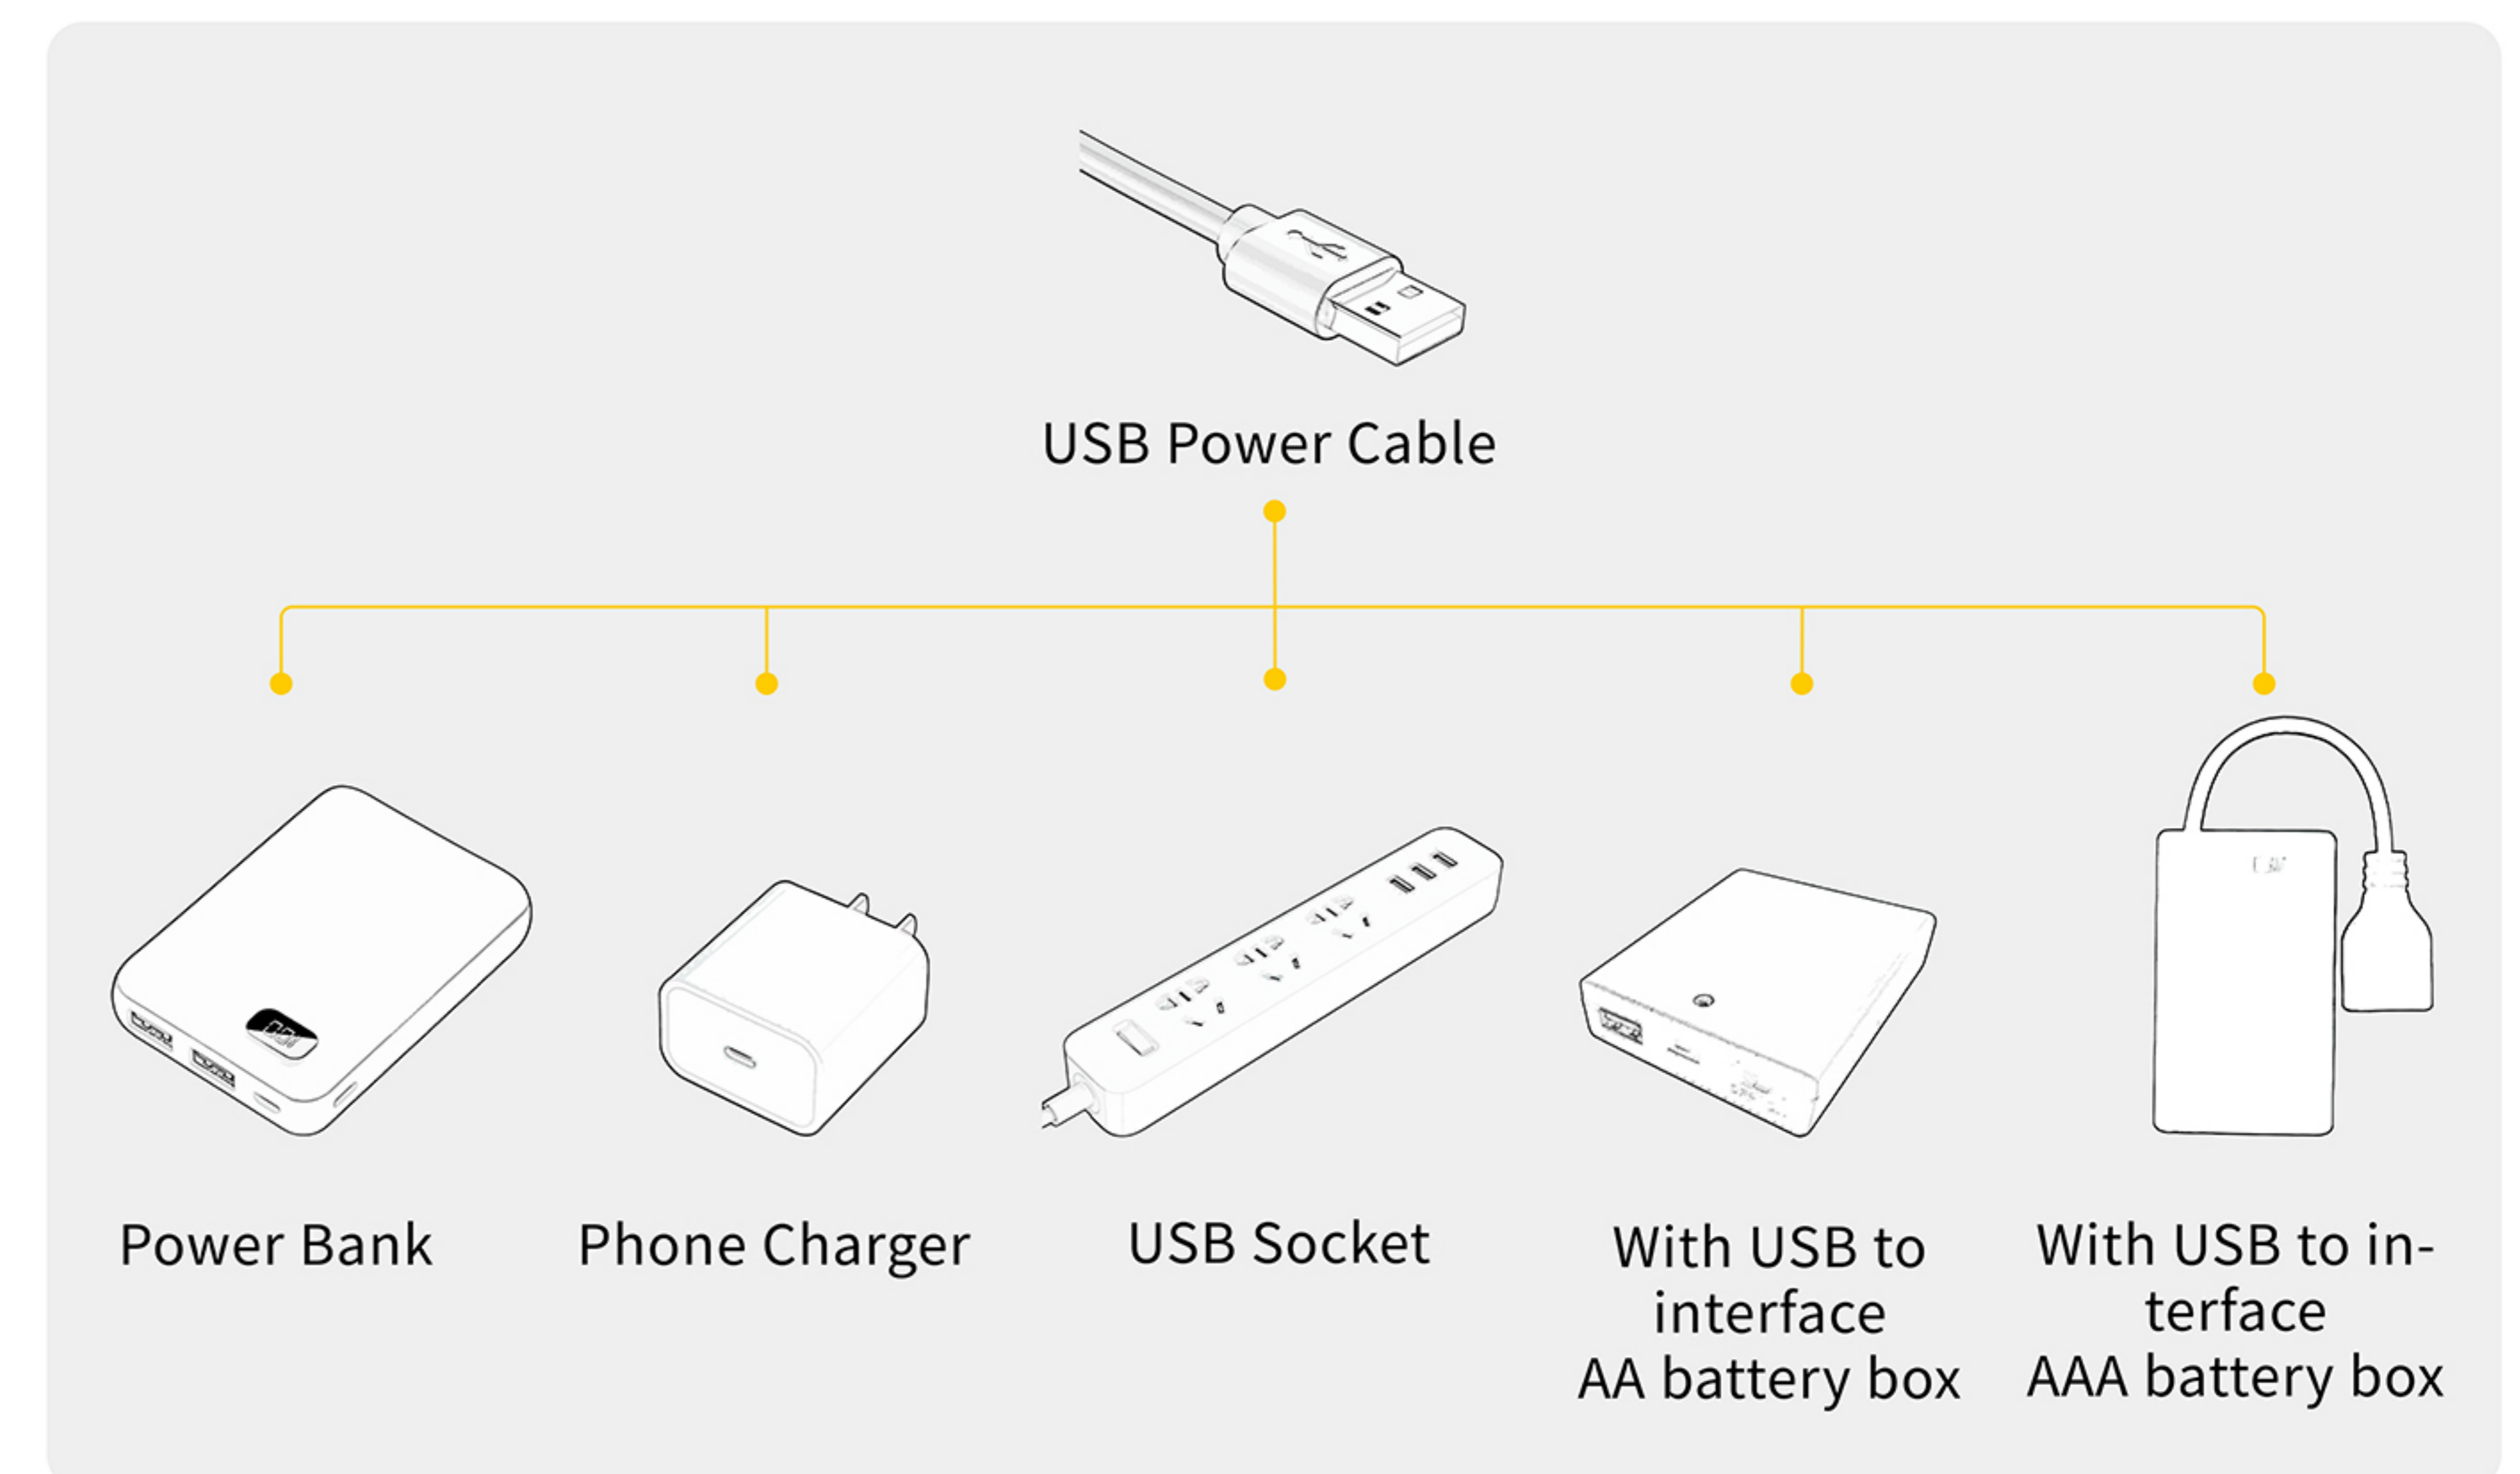 USB Power Cable
Power Bank
Phone Charger
USB Socket
With USB to
interface
AA battery box
With USB to in-
terface
AAA battery box